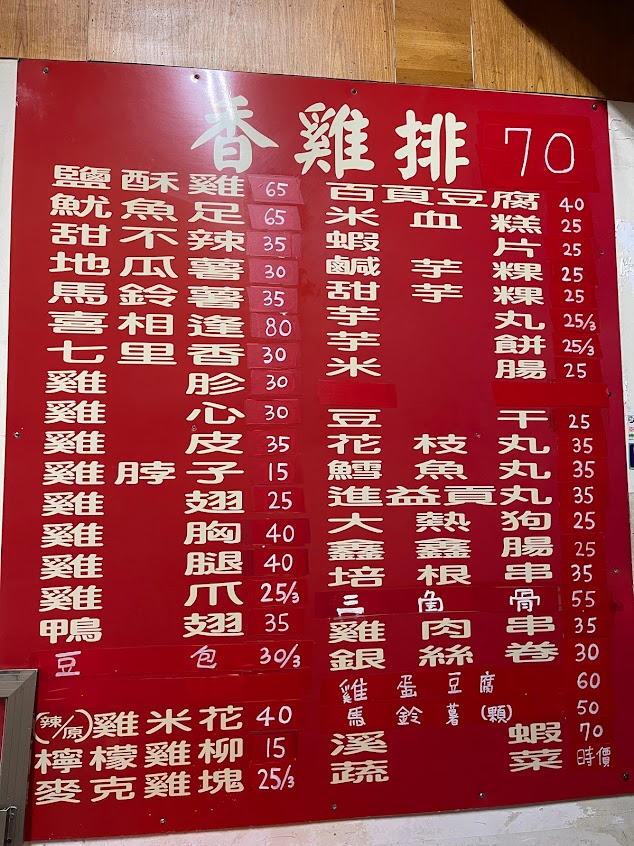 香雞排 70
鹽酥雞 65
魷魚足 65
甜不辣 35
地瓜薯 30
馬鈴薯 35
喜相逢 80
七里香 30
雞胗 30
雞心 30
雞皮 35
雞脖子 15
雞翅 25
雞胸 40
雞腿 40
雞爪 25/3
鴨翅 35
豆包 30/3
(辣/原)雞米花 40
檸檬雞柳 15
麥克雞塊 25/3
百頁豆腐 40
米血糕 25
蝦片 25
鹹芋粿 25
甜芋粿 25
芋丸 25/3
芋餅 25/3
米腸 25
豆干 25
花枝丸 35
鱈魚丸 35
進益貢丸 35
大熱狗 25
鑫鑫腸 25
培根串 35
三角骨 55
雞肉串 35
銀絲卷 30
雞蛋豆腐 60
馬鈴薯(顆) 50
溪蝦 70
蔬菜 時價